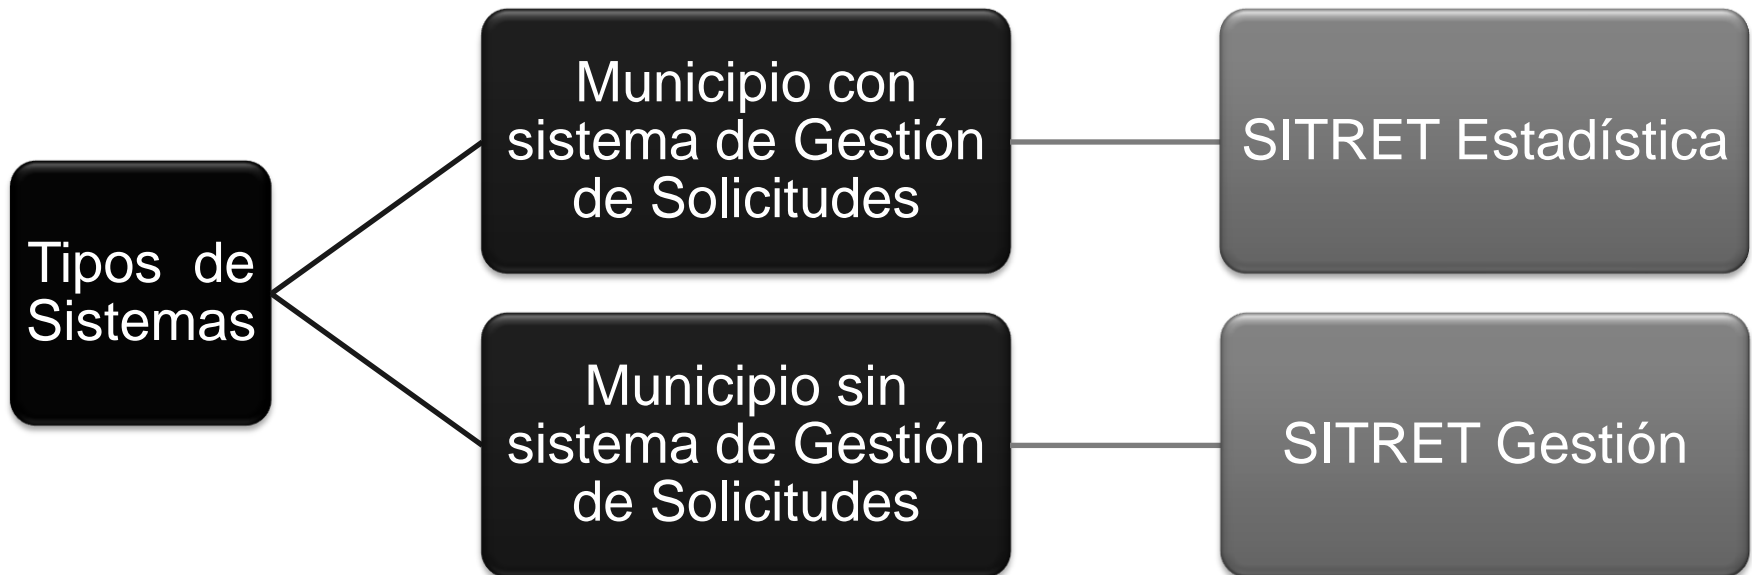 Tipos de
Sistemas
Municipio con
sistema de Gestión
de Solicitudes
SITRET Estadística
Municipio sin
sistema de Gestión
de Solicitudes
SITRET Gestión